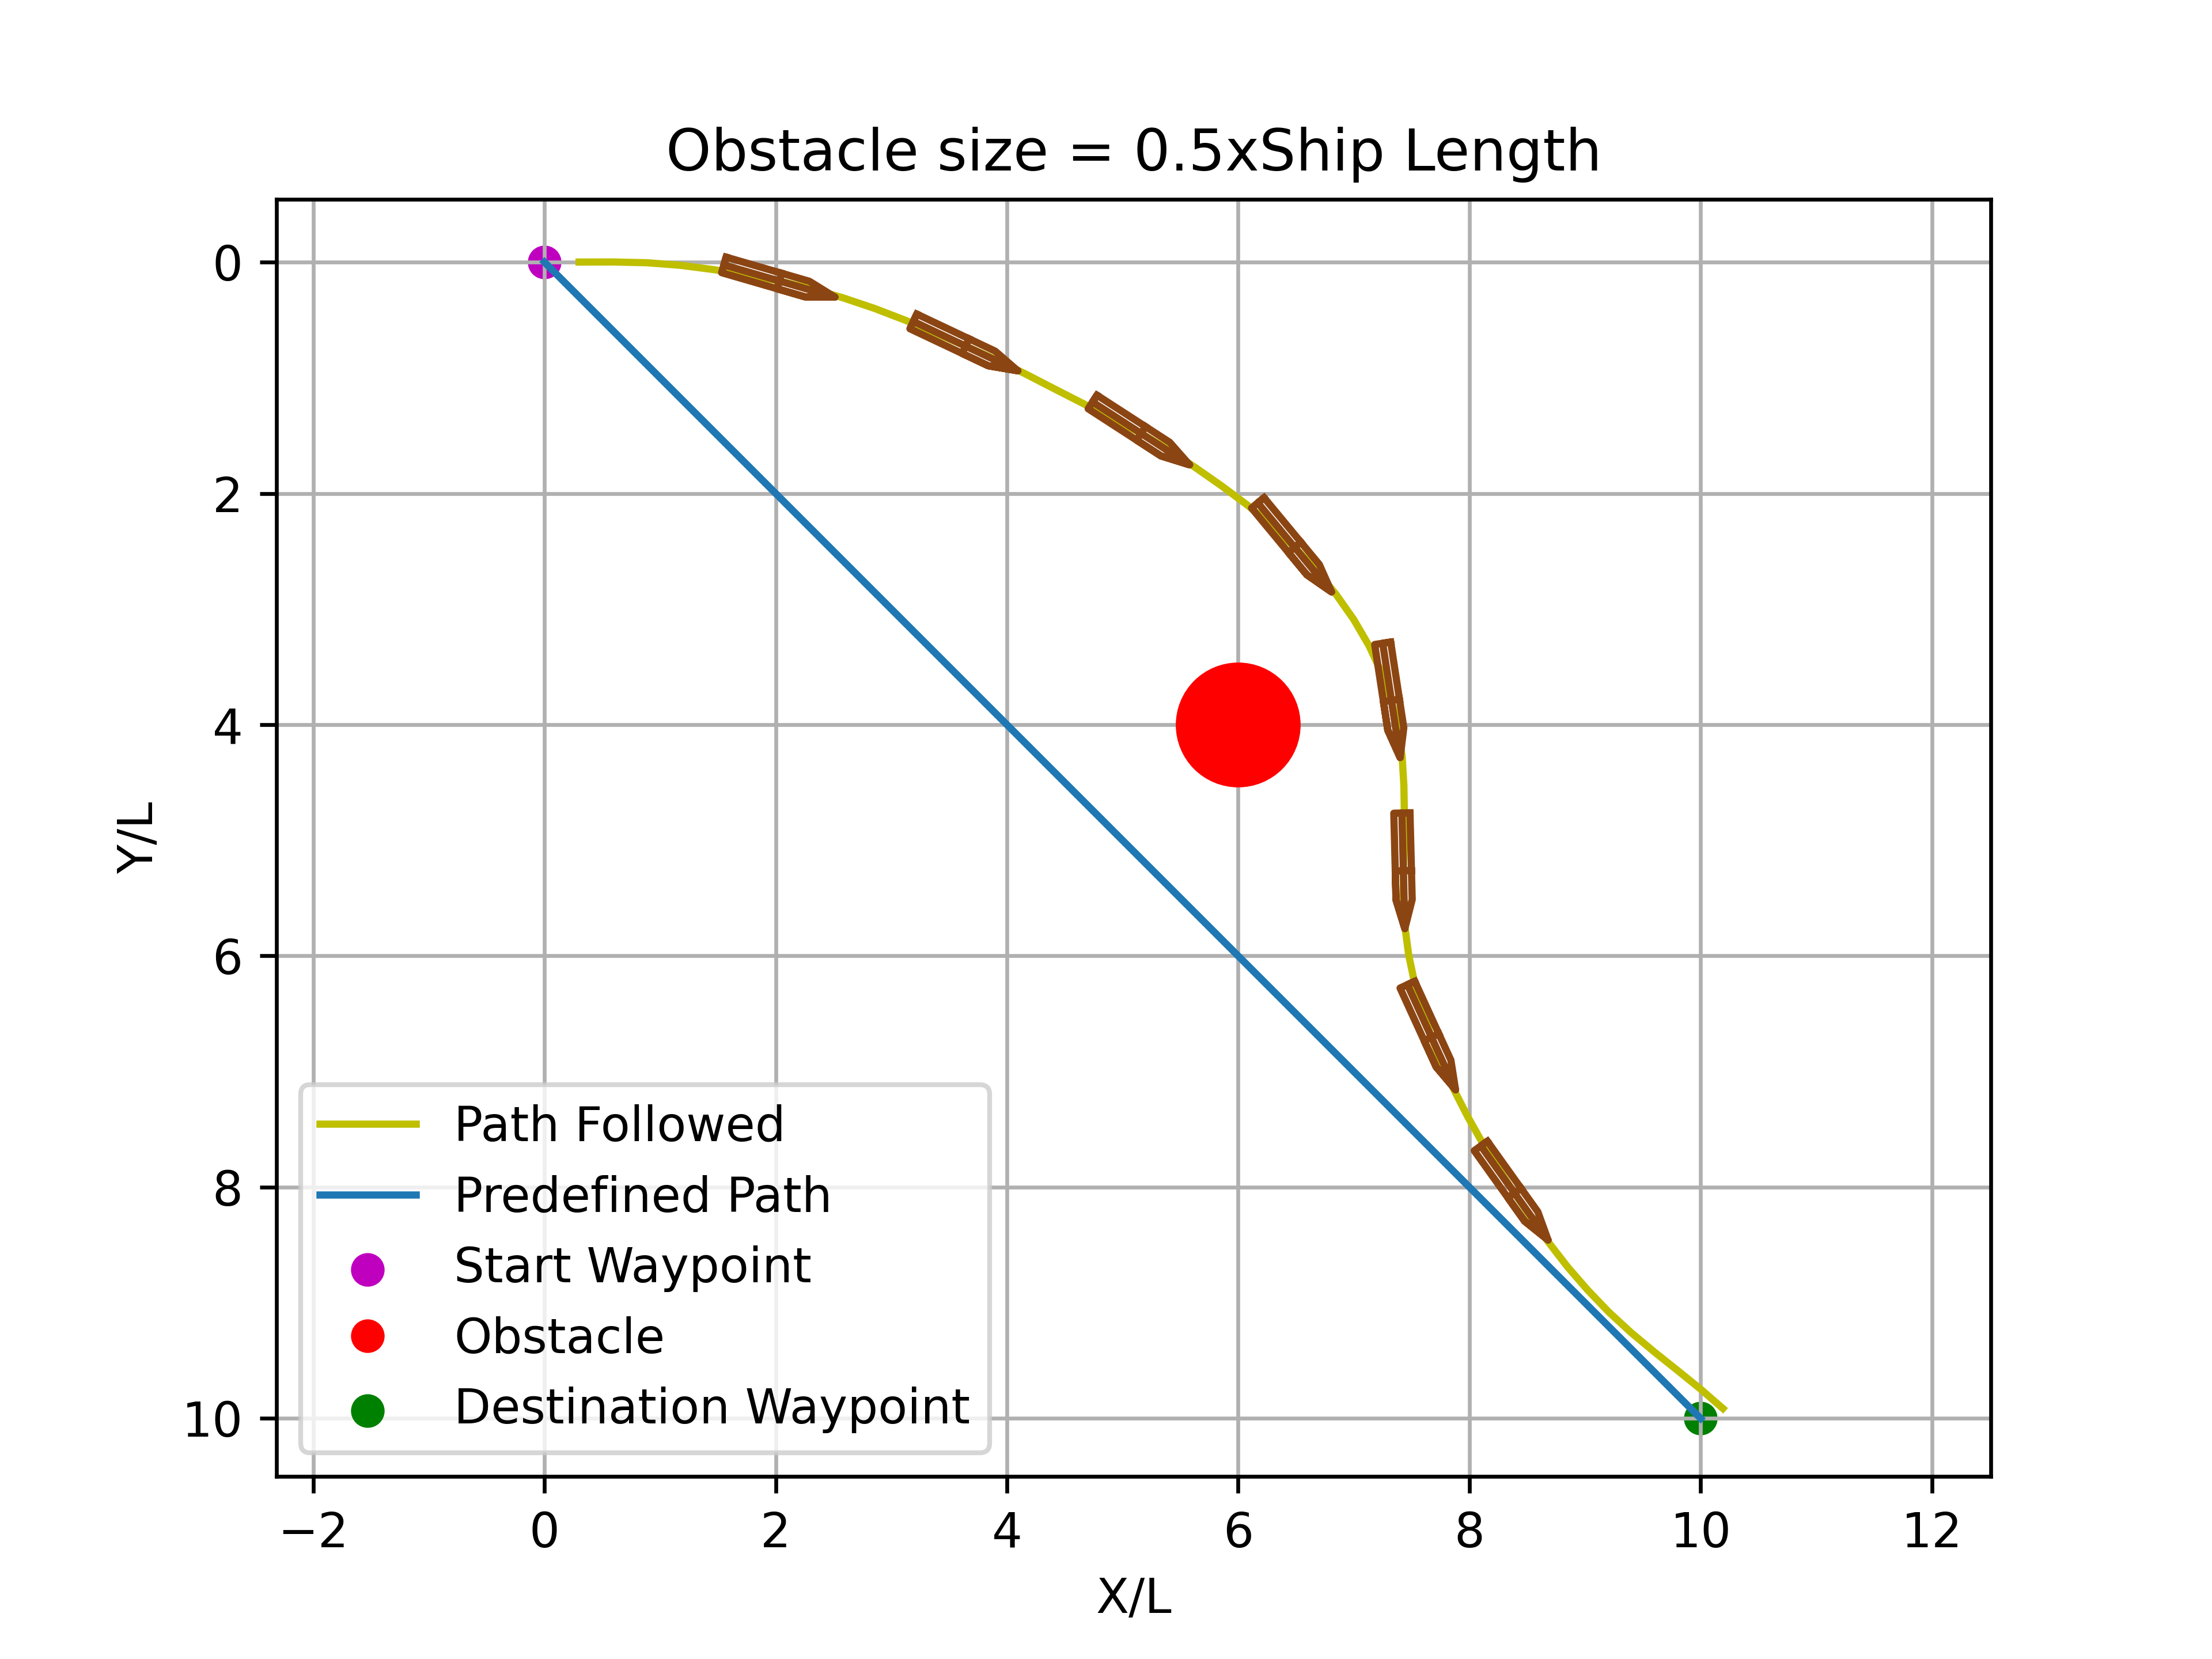 Obstacle size = 0.5xShip Length
0
2
4
6
8
10
Y/L
Path Followed
Predefined Path
Start Waypoint
Obstacle
Destination Waypoint
−2 0 2 4 6 8 10 12
X/L